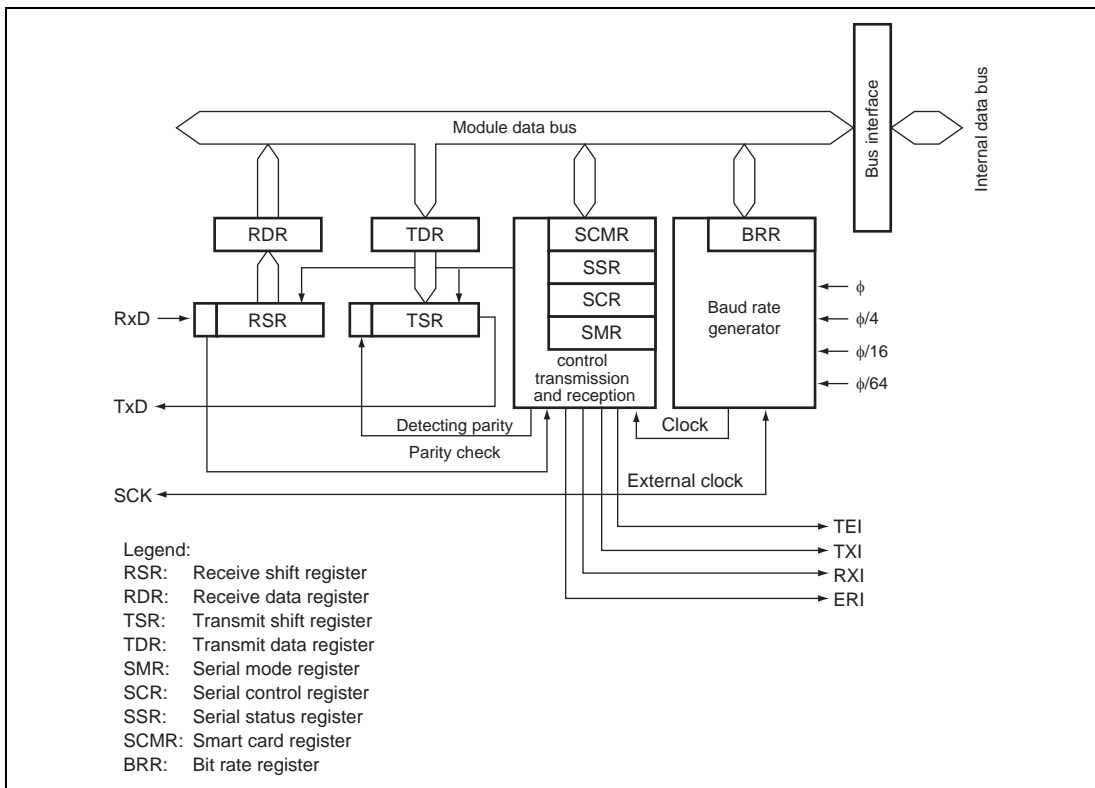 Module data bus
Bus interface
Internal data bus
RDR
TDR
SCMR
BRR
SSR
SCR
SMR
RxD
RSR
TSR
Baud rate
generator
ϕ
ϕ/4
ϕ/16
ϕ/64
control
transmission
and reception
TxD
Detecting parity
Clock
Parity check
SCK
External clock
TEI
TXI
RXI
ERI
Legend:
RSR: Receive shift register
RDR: Receive data register
TSR: Transmit shift register
TDR: Transmit data register
SMR: Serial mode register
SCR: Serial control register
SSR: Serial status register
SCMR: Smart card register
BRR: Bit rate register